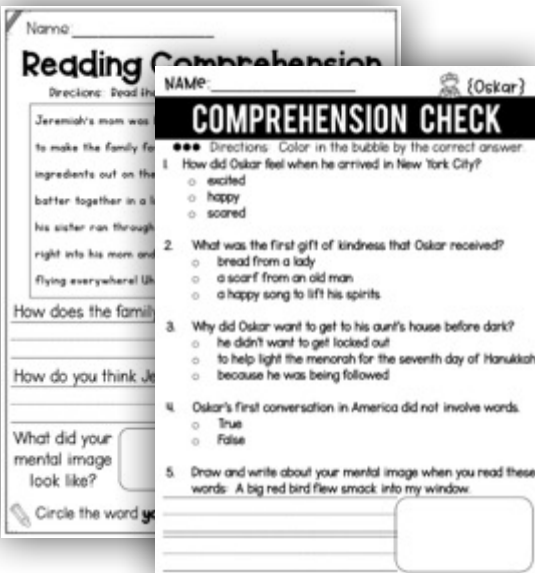 Name:
Reading Comprehension
Directions: Read the
Jeremiah's mom was
to make the family
ingredients out on the
batter together in a
his sister ran through
right into his mom and
flying everywhere!
How does the family
How do you think
What did your
mental image
look like?
Circle the word
NAMe:
{Oskar}
COMPREHENSION CHECK
●●● Directions: Color in the bubble by the correct answer.
1. How did Oskar feel when he arrived in New York City?
○ excited
○ happy
○ scared
2. What was the first gift of kindness that Oskar received?
○ bread from a lady
○ a scarf from an old man
○ a happy song to lift his spirits
3. Why did Oskar want to get to his aunt's house before dark?
○ he didn't want to get locked out
○ to help light the menorah for the seventh day of Hanukkah
○ because he was being followed
4. Oskar's first conversation in America did not involve words.
○ True
○ False
5. Draw and write about your mental image when you read these
words: A big red bird flew smack into my window.